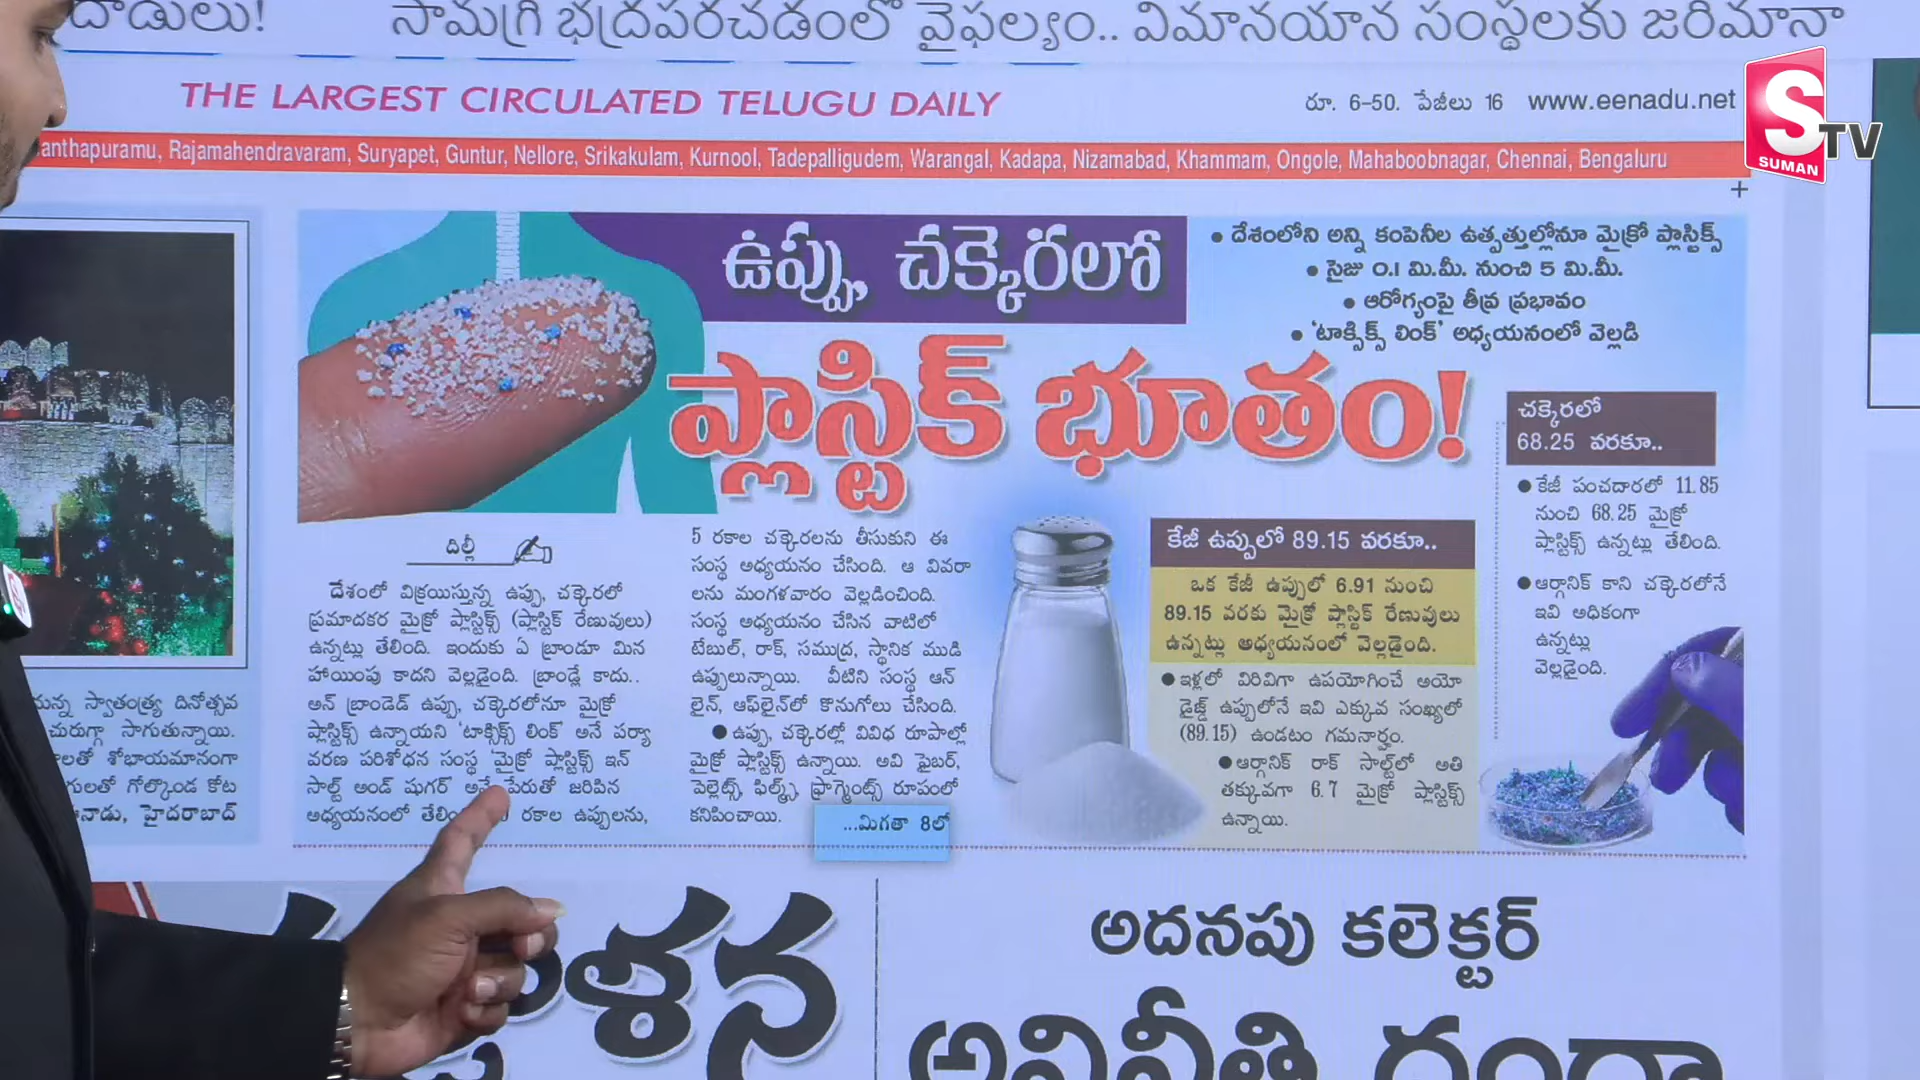 దాడులు!
సామగ్రి భద్రపరచడంలో వైఫల్యం.. విమానయాన సంస్థలకు జరిమానా
THE LARGEST CIRCULATED TELUGU DAILY
రూ. 6-50. పేజీలు 16 www.eenadu.net
S TV
SUMAN
anthapuramu, Rajamahendravaram, Suryapet, Guntur, Nellore, Srikakulam, Kurnool, Tadepalligudem, Warangal, Kadapa, Nizamabad, Khammam, Ongole, Mahaboobnagar, Chennai, Bengaluru
ఉప్పు, చక్కెరలో
ప్లాస్టిక్ భూతం!
• దేశంలోని అన్ని కంపెనీల ఉత్పత్తుల్లోనూ మైక్రో ప్లాస్టిక్స్
• సైజు 0.1 మి.మీ. నుంచి 5 మి.మీ.
• ఆరోగ్యంపై తీవ్ర ప్రభావం
• 'టాక్సిక్స్ లింక్' అధ్యయనంలో వెల్లడి
దిల్లీ
దేశంలో విక్రయిస్తున్న ఉప్పు, చక్కెరలో
ప్రమాదకర మైక్రో ప్లాస్టిక్స్ (ప్లాస్టిక్ రేణువులు)
ఉన్నట్లు తేలింది. ఇందుకు ఏ బ్రాండూ మిన
హాయింపు కాదని వెల్లడైంది. బ్రాండ్లే కాదు..
అన్ బ్రాండెడ్ ఉప్పు, చక్కెరలోనూ మైక్రో
ప్లాస్టిక్స్ ఉన్నాయని 'టాక్సిక్స్ లింక్' అనే పర్యా
వరణ పరిశోధన సంస్థ 'మైక్రో ప్లాస్టిక్స్ ఇన్
సాల్ట్ అండ్ షుగర్' అనే పేరుతో జరిపిన
అధ్యయనంలో తేలిం రకాల ఉప్పులను,
5 రకాల చక్కెరలను తీసుకుని ఈ
సంస్థ అధ్యయనం చేసింది. ఆ వివరా
లను మంగళవారం వెల్లడించింది.
సంస్థ అధ్యయనం చేసిన వాటిలో
టేబుల్, రాక్, సముద్ర, స్థానిక ముడి
ఉప్పులున్నాయి. వీటిని సంస్థ ఆన్
లైన్, ఆఫ్‌లైన్‌లో కొనుగోలు చేసింది.
● ఉప్పు, చక్కెరల్లో వివిధ రూపాల్లో
మైక్రో ప్లాస్టిక్స్ ఉన్నాయి. అవి ఫైబర్,
పెల్లెట్స్, ఫిల్మ్స్, ఫ్రాగ్మెంట్స్ రూపంలో
కనిపించాయి.
...మిగతా 8లో
కేజీ ఉప్పులో 89.15 వరకూ..
ఒక కేజీ ఉప్పులో 6.91 నుంచి
89.15 వరకు మైక్రో ప్లాస్టిక్ రేణువులు
ఉన్నట్లు అధ్యయనంలో వెల్లడైంది.
● ఇళ్లలో విరివిగా ఉపయోగించే అయో
డైజ్డ్ ఉప్పులోనే ఇవి ఎక్కువ సంఖ్యలో
(89.15) ఉండటం గమనార్హం.
● ఆర్గానిక్ రాక్ సాల్ట్‌లో అతి
తక్కువగా 6.7 మైక్రో ప్లాస్టిక్స్
ఉన్నాయి.
చక్కెరలో
68.25 వరకూ..
● కేజీ పంచదారలో 11.85
నుంచి 68.25 మైక్రో
ప్లాస్టిక్స్ ఉన్నట్లు తేలింది.
● ఆర్గానిక్ కాని చక్కెరలోనే
ఇవి అధికంగా
ఉన్నట్లు
వెల్లడైంది.
స్వాతంత్ర్య దినోత్సవ
చురుగ్గా సాగుతున్నాయి.
శోభాయమానంగా
గోల్కొండ కోట
హైదరాబాద్
అదనపు కలెక్టర్